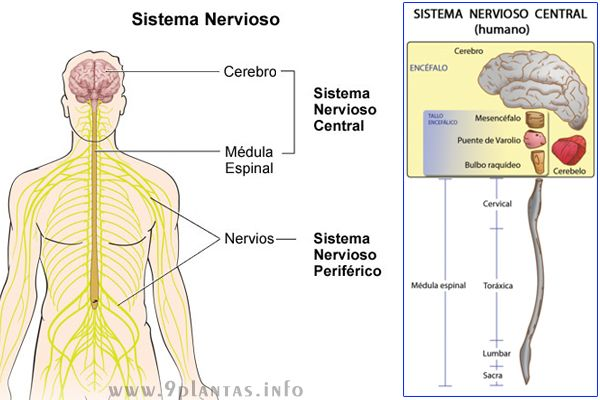 Sistema Nervioso
Cerebro
Sistema
Nervioso
Central
Médula
Espinal
Nervios
Sistema
Nervioso
Periférico
www.9plantas.info
SISTEMA NERVIOSO CENTRAL
(humano)
Cerebro
ENCÉFALO
TALLO
ENCEFÁLICO
Mesencéfalo
Puente de Varolio
Bulbo raquídeo
Cerebelo
Cervical
Médula espinal
Toráxica
Lumbar
Sacra